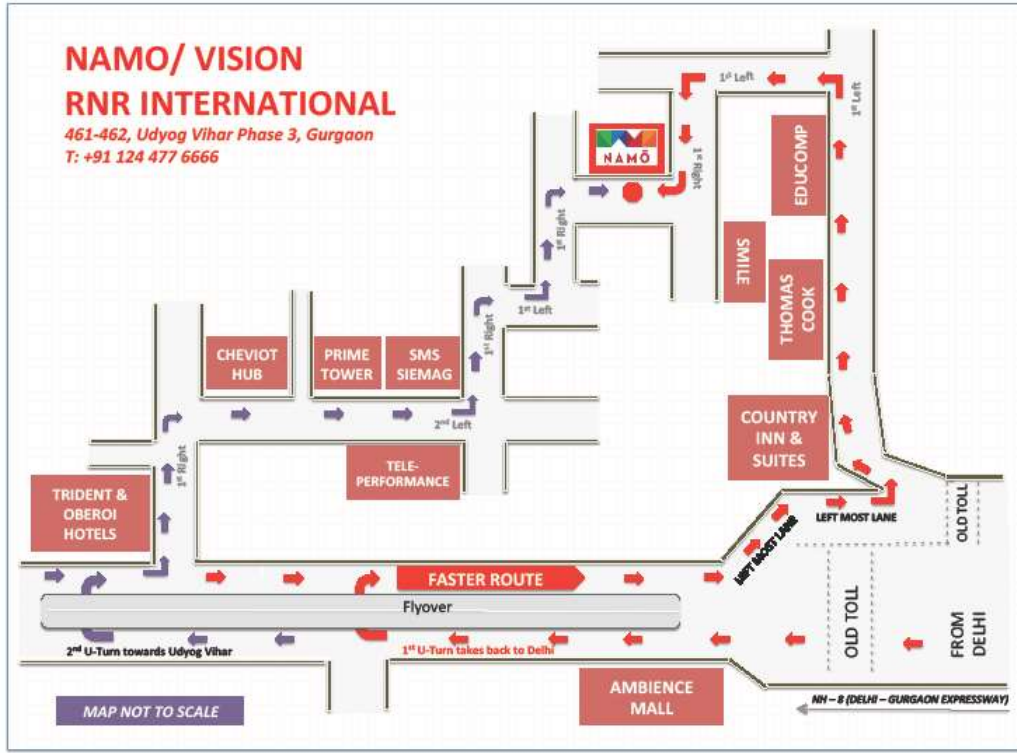 NAMO/ VISION
RNR INTERNATIONAL
461-462, Udyog Vihar Phase 3, Gurgaon
T: +91 124 477 6666
1st Left
1st Left
NAMŌ
1st Right
EDUCOMP
1st Right
SMILE
THOMAS
COOK
1st Left
1st Right
CHEVIOT
HUB
PRIME
TOWER
SMS
SIEMAG
2nd Left
COUNTRY
INN &
SUITES
1st Right
TELE-
PERFORMANCE
TRIDENT &
OBEROI
HOTELS
LEFT MOST LANE
LEFT MOST LANE
OLD TOLL
FASTER ROUTE
Flyover
OLD TOLL
FROM
DELHI
2nd U-Turn towards Udyog Vihar
1st U-Turn takes back to Delhi
AMBIENCE
MALL
NH – 8 (DELHI – GURGAON EXPRESSWAY)
MAP NOT TO SCALE